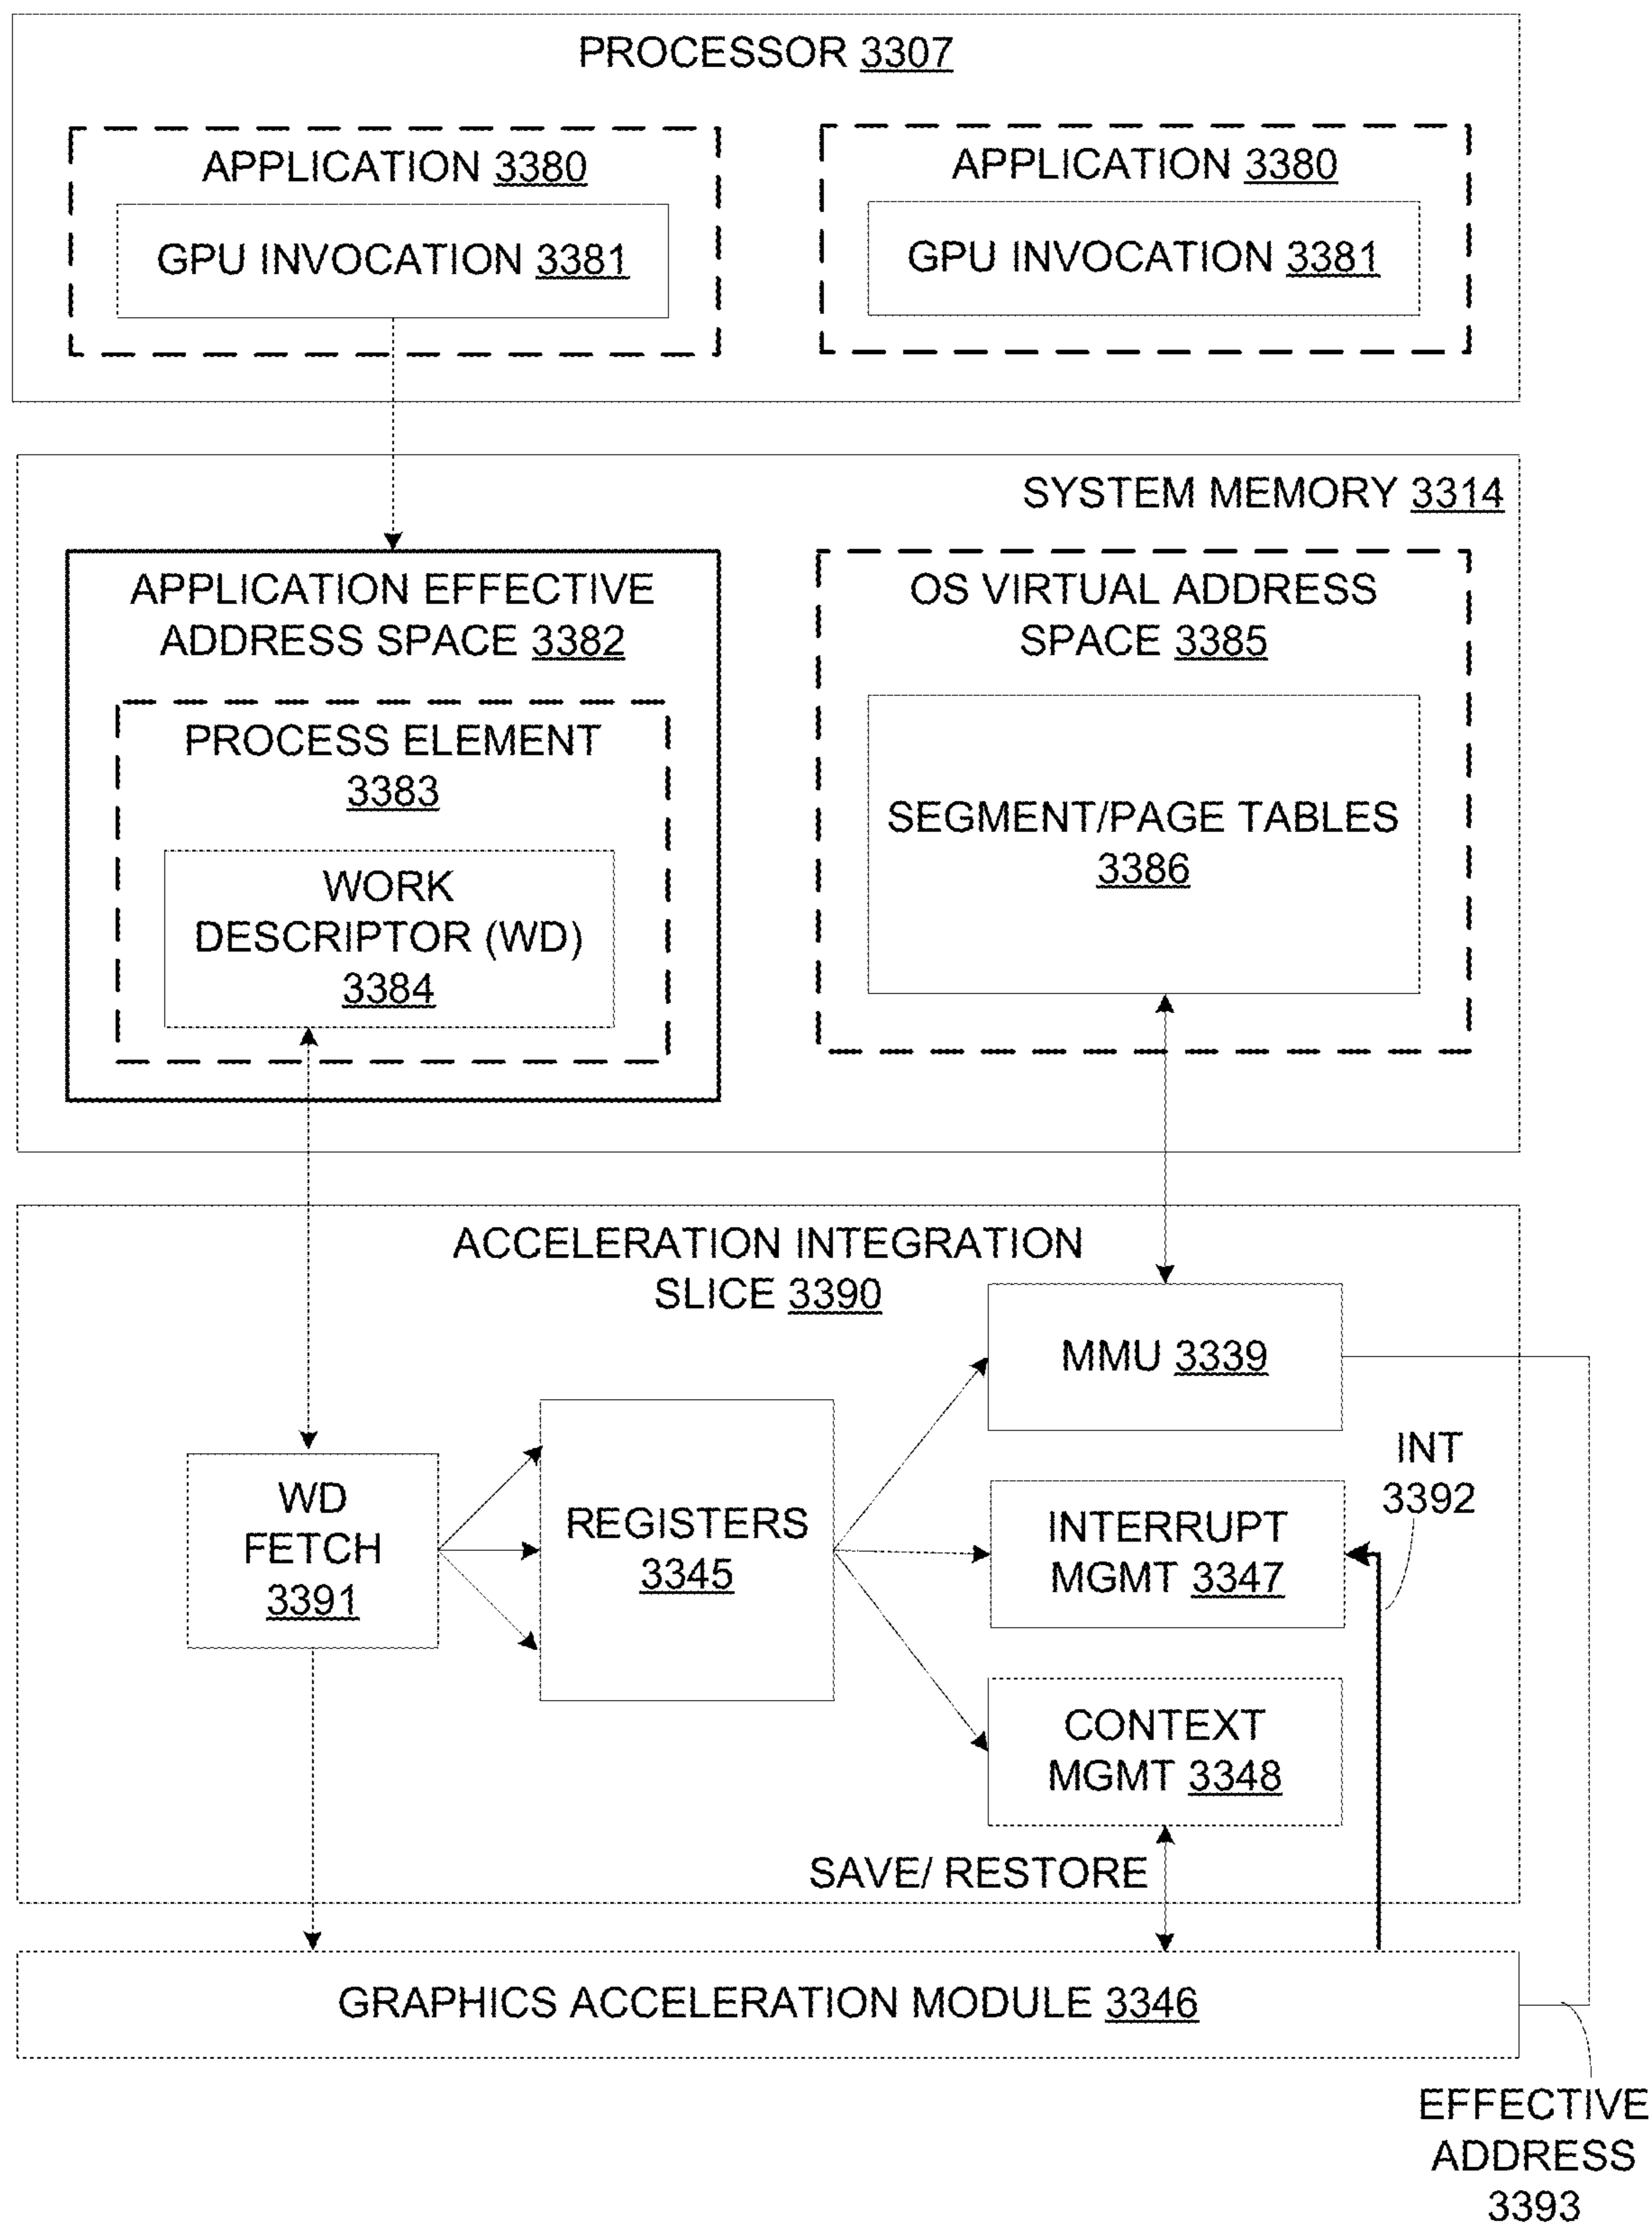 PROCESSOR 3307
APPLICATION 3380
GPU INVOCATION 3381
APPLICATION 3380
GPU INVOCATION 3381
SYSTEM MEMORY 3314
APPLICATION EFFECTIVE
ADDRESS SPACE 3382
PROCESS ELEMENT
3383
WORK
DESCRIPTOR (WD)
3384
OS VIRTUAL ADDRESS
SPACE 3385
SEGMENT/PAGE TABLES
3386
ACCELERATION INTEGRATION
SLICE 3390
WD
FETCH
3391
REGISTERS
3345
MMU 3339
INTERRUPT
MGMT 3347
CONTEXT
MGMT 3348
INT
3392
SAVE/ RESTORE
GRAPHICS ACCELERATION MODULE 3346
EFFECTIVE
ADDRESS
3393